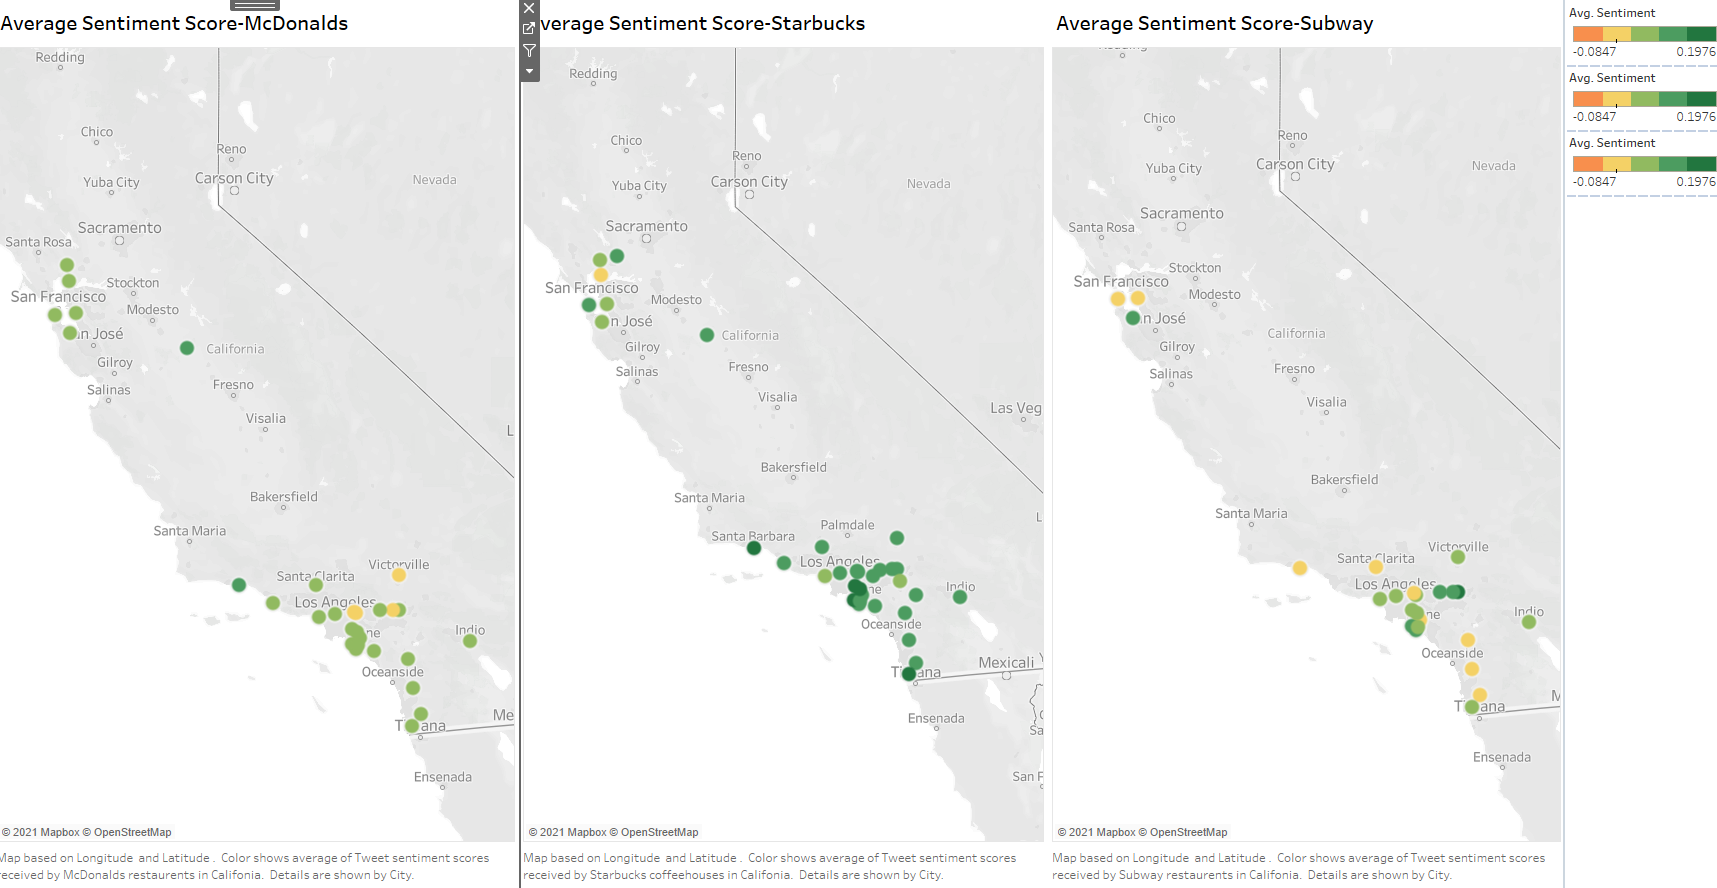 Average Sentiment Score-McDonalds
Redding
Chico
Reno
Yuba City
Carson City
Nevada
Sacramento
Santa Rosa
Stockton
San Francisco
Modesto
n José
California
Gilroy
Fresno
Salinas
Visalia
L
Bakersfield
Santa Maria
Victorville
Santa Clarita
Los Angeles
ne
Indio
Oceanside
Me
Ti
ana
Ensenada
© 2021 Mapbox © OpenStreetMap
Map based on Longitude and Latitude . Color shows average of Tweet sentiment scores
received by McDonalds restaurents in Califonia. Details are shown by City.
verage Sentiment Score-Starbucks
Redding
Chico
Reno
Yuba City
Carson City
Nevada
Sacramento
San Francisco
Modesto
n José
California
Gilroy
Fresno
Salinas
Visalia
Las Veg
Bakersfield
Santa Maria
L
Palmdale
Santa Barbara
Los Angeles
ne
Indio
Oceanside
Mexicali
Ti
ana
Ensenada
Sa
San F
© 2021 Mapbox © OpenStreetMap
Map based on Longitude and Latitude . Color shows average of Tweet sentiment scores
received by Starbucks coffeehouses in Califonia. Details are shown by City.
Average Sentiment Score-Subway
Redding
Chico
Reno
Yuba City
Carson City
Nevada
Sacramento
Santa Rosa
Stockton
San Francisco
Modesto
n José
California
Gilroy
Fresno
Salinas
Visalia
Bakersfield
Santa Maria
Victorville
Santa Clarita
Los Angeles
ne
Indio
Oceanside
M
Ti
ana
Ensenada
© 2021 Mapbox © OpenStreetMap
Map based on Longitude and Latitude . Color shows average of Tweet sentiment scores
received by Subway restaurents in Califonia. Details are shown by City.
Avg. Sentiment
-0.0847 0.1976
Avg. Sentiment
-0.0847 0.1976
Avg. Sentiment
-0.0847 0.1976